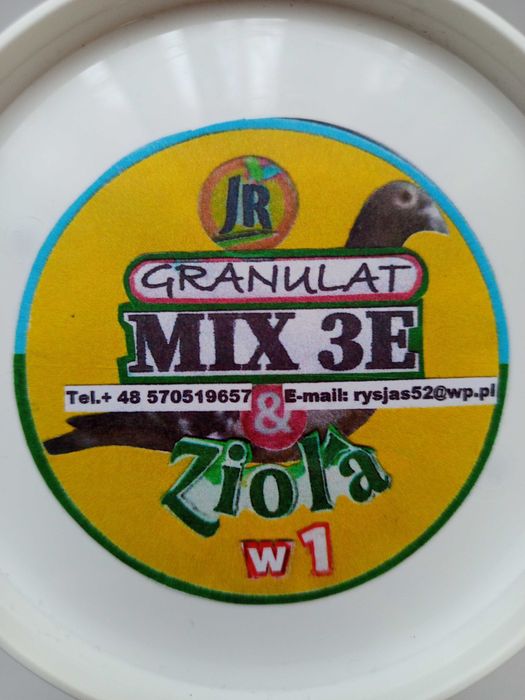 JR
GRANULAT
MIX 3E
Tel.+ 48 570519657 & E-mail: rysjas52@wp.pl
Zioła
w 1